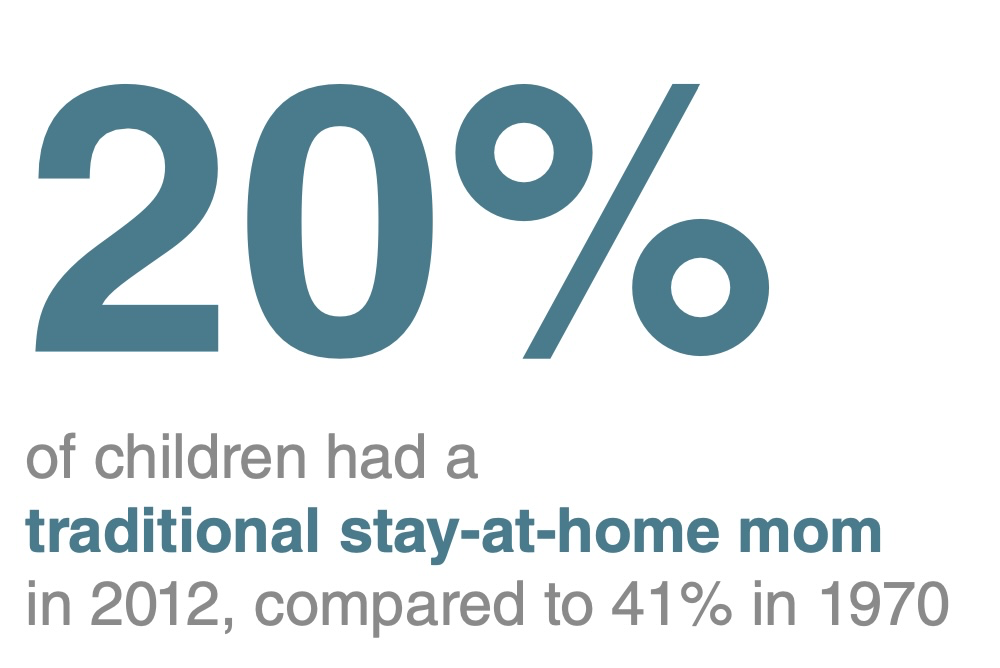 20%
of children had a
traditional stay-at-home mom
in 2012, compared to 41% in 1970